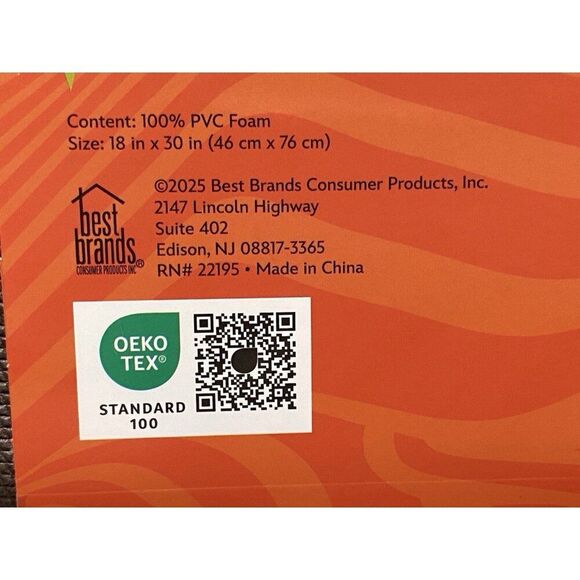 Content: 100% PVC Foam
Size: 18 in x 30 in (46 cm x 76 cm)
©2025 Best Brands Consumer Products, Inc.
2147 Lincoln Highway
Suite 402
Edison, NJ 08817-3365
RN# 22195 • Made in China
best
brands®
CONSUMER PRODUCTS INC
OEKO
TEX®
STANDARD
100